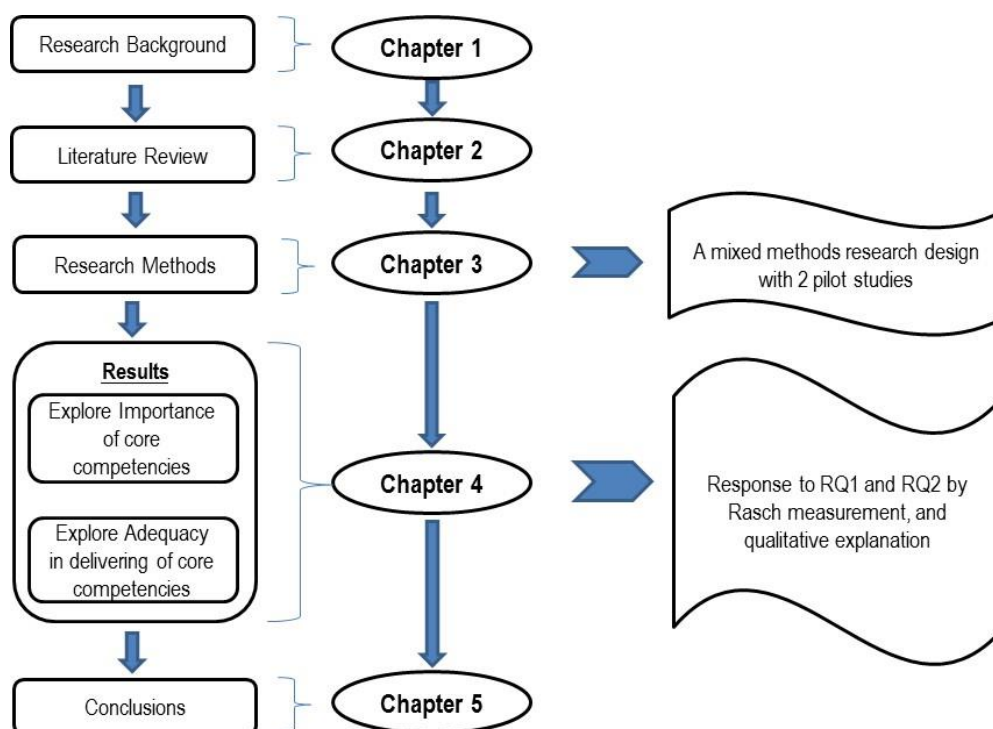 Research Background
Chapter 1
Literature Review
Chapter 2
Research Methods
Chapter 3
A mixed methods research design
with 2 pilot studies
Results
Explore Importance
of core
competencies
Explore Adequacy
in delivering of core
competencies
Chapter 4
Response to RQ1 and RQ2 by
Rasch measurement, and
qualitative explanation
Conclusions
Chapter 5